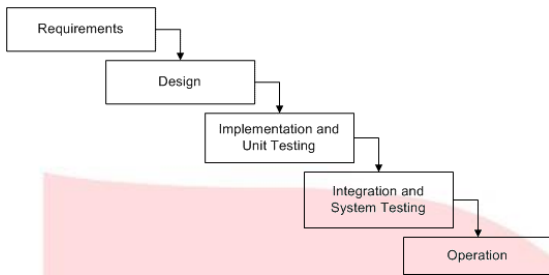 Requirements
Design
Implementation and
Unit Testing
Integration and
System Testing
Operation